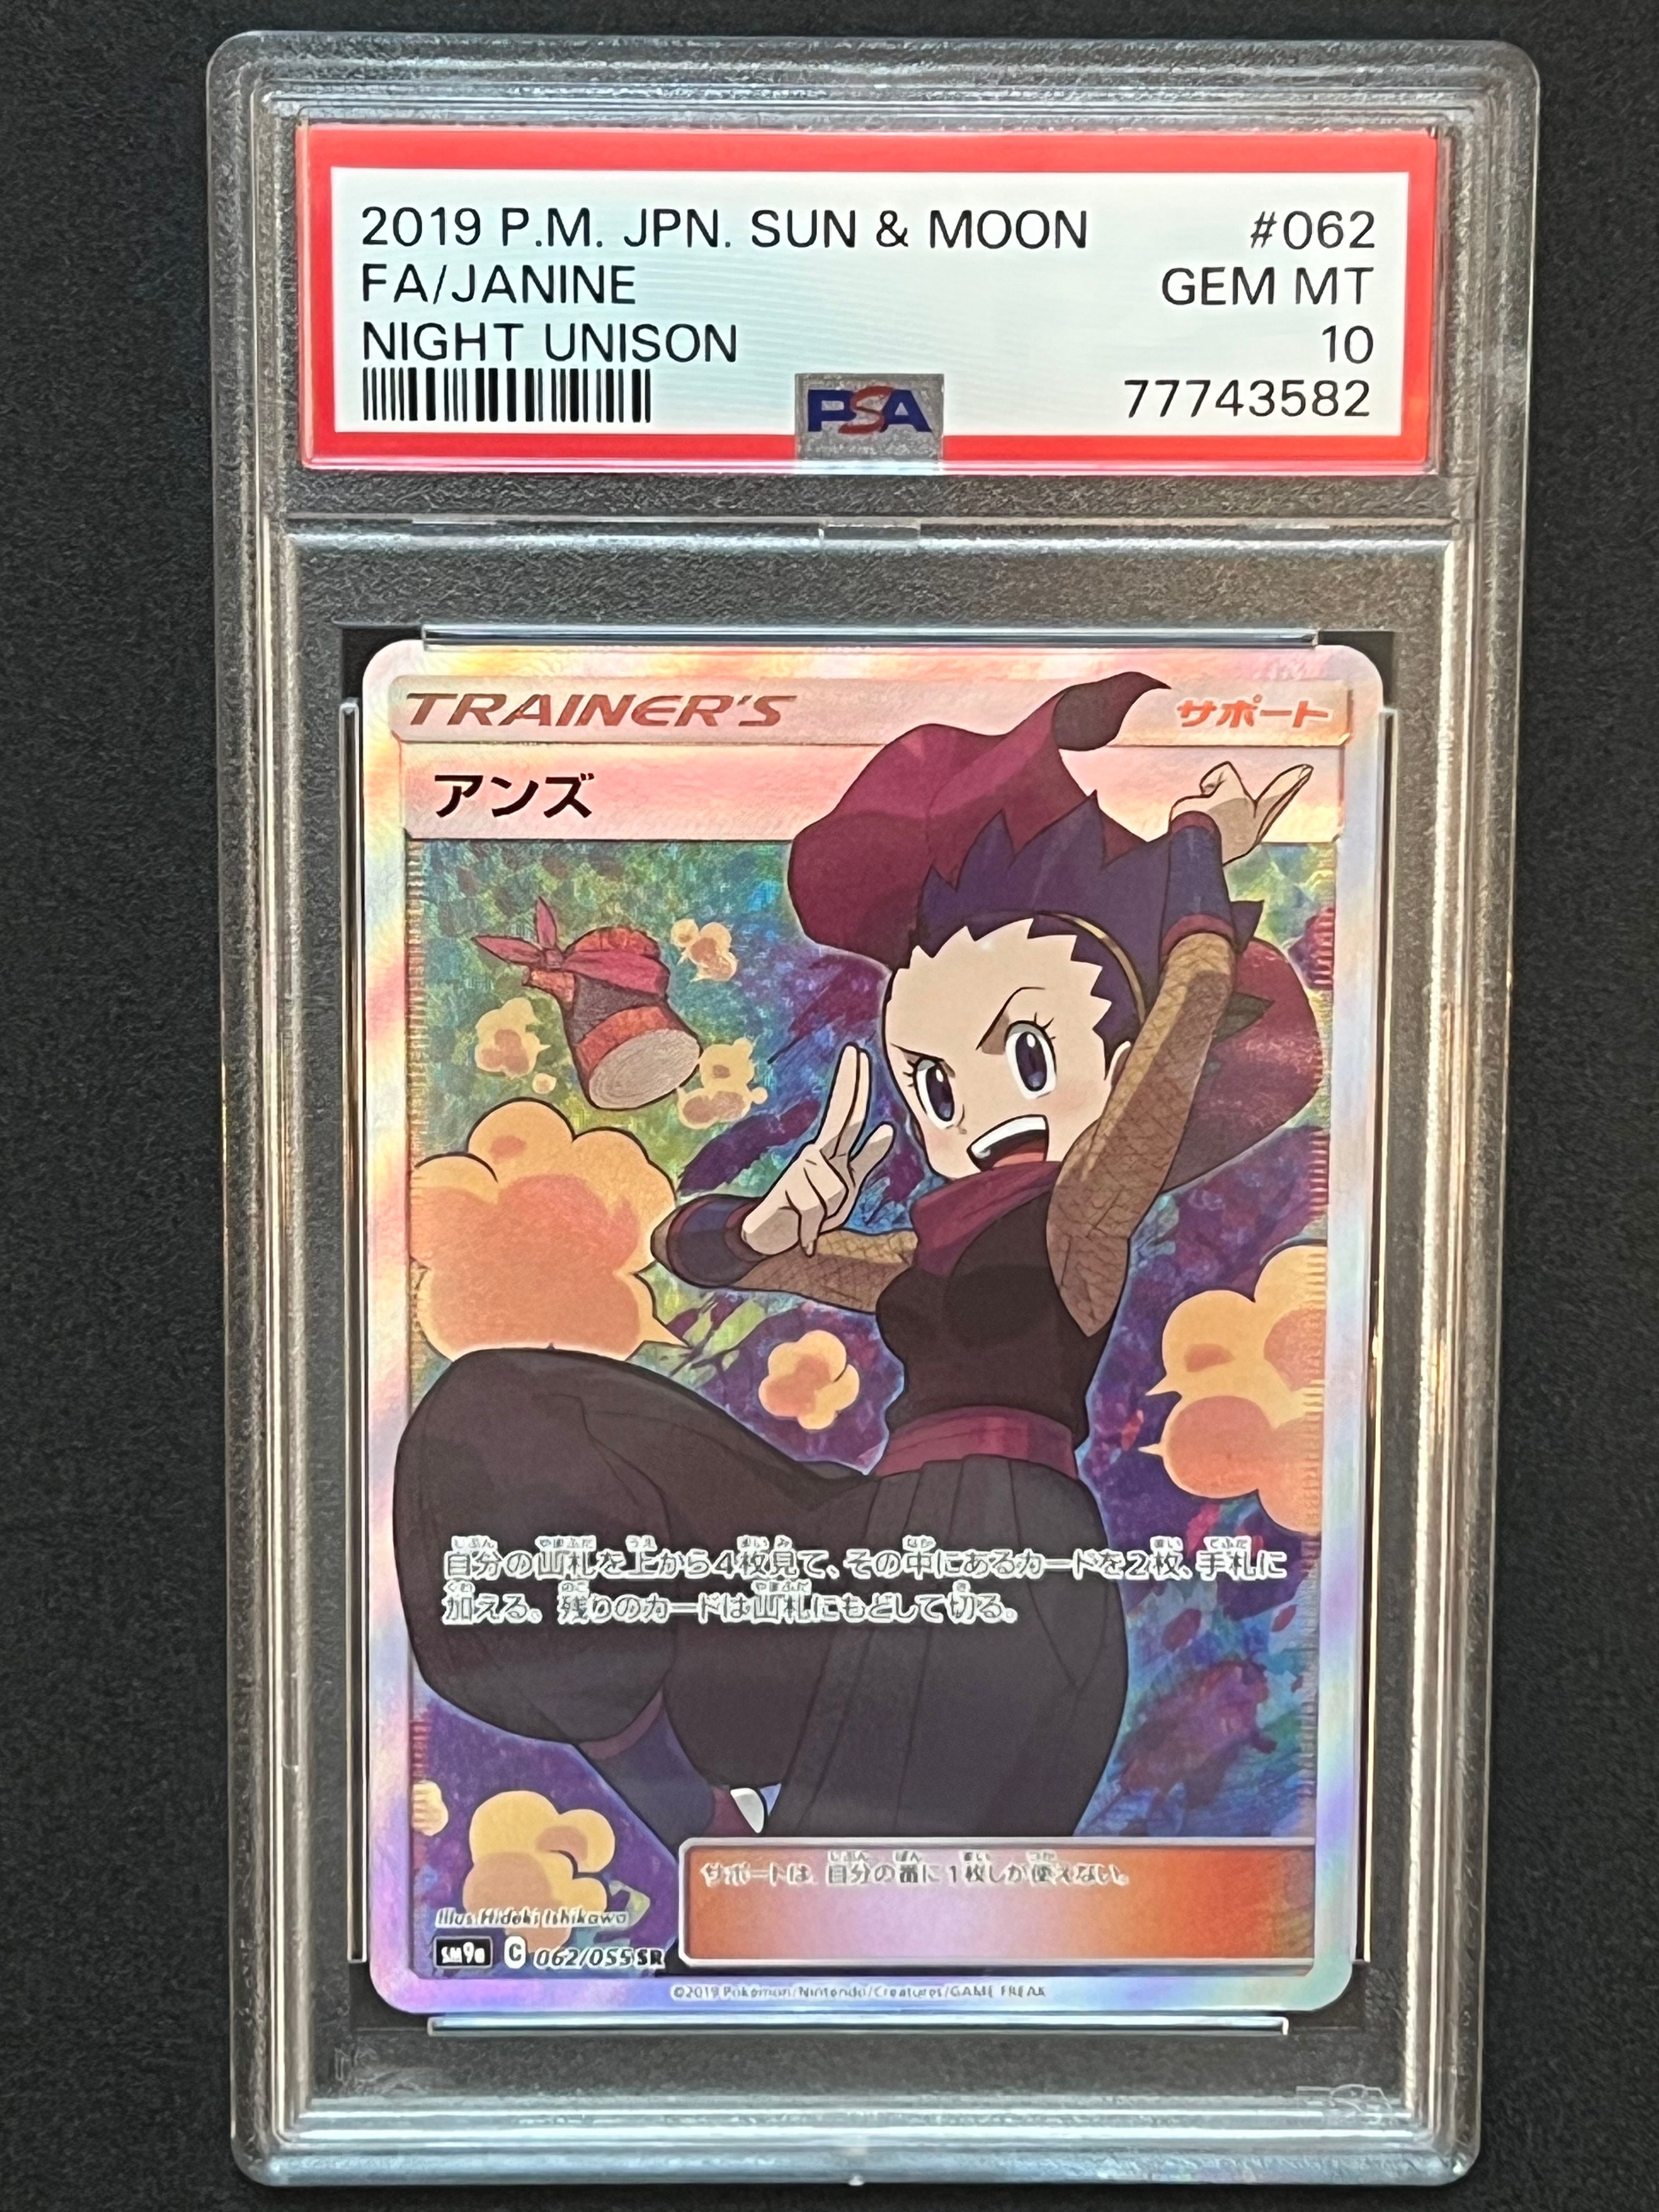 2019 P.M. JPN. SUN & MOON #062
FA/JANINE GEM MT
NIGHT UNISON 10
PSA 77743582
TRAINER'S サポート
アンズ
自分の山札を上から4枚見て、その中にあるカードを2枚、手札に
加える。残りのカードは山札にもどして切る。
サポートは、自分の番に1枚しか使えない。
Illus. Hideki Ishikawa
SM9a C 062/055 SR
©2019 Pokémon/Nintendo/Creatures/GAME FREAK
PSA